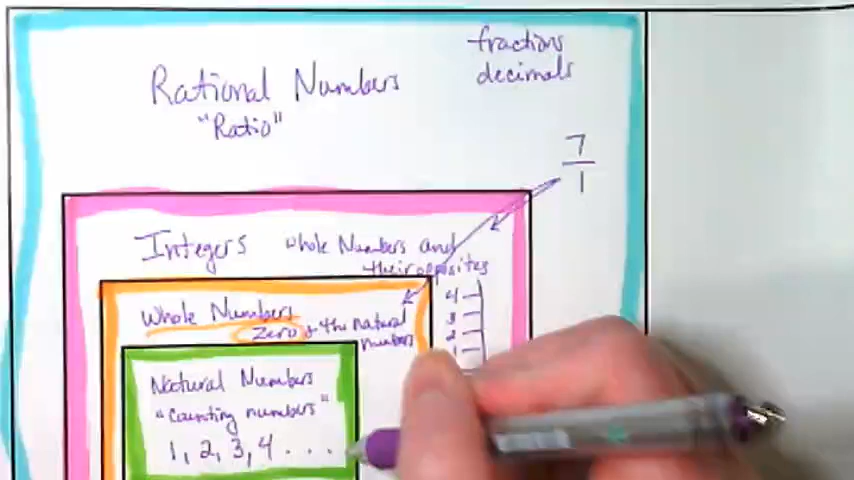 fractions
decimals
Rational Numbers
"Ratio"
7
1
Integers whole Numbers and
their opposites
4
3
2
1
Whole Numbers
Zero + the natural
numbers
Natural Numbers
"Counting numbers"
1, 2, 3, 4 . . .